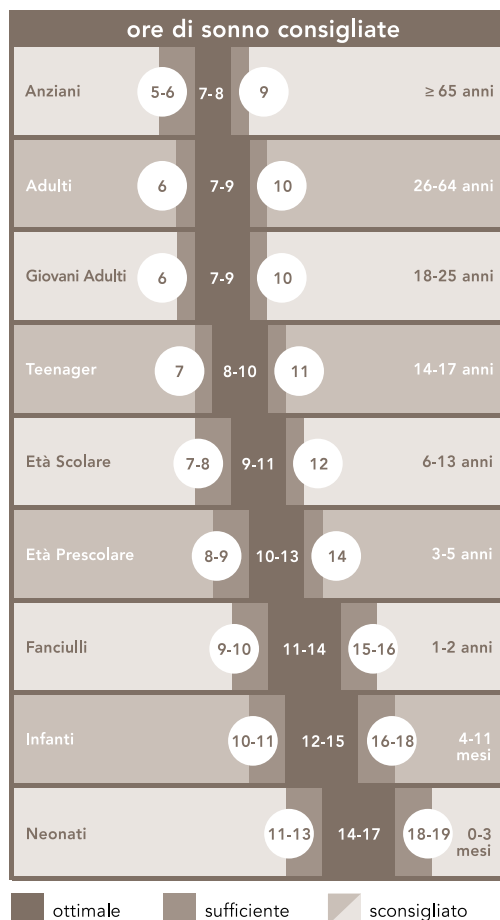 ore di sonno consigliate
Anziani 5-6 7-8 9 ≥ 65 anni
Adulti 6 7-9 10 26-64 anni
Giovani Adulti 6 7-9 10 18-25 anni
Teenager 7 8-10 11 14-17 anni
Età Scolare 7-8 9-11 12 6-13 anni
Età Prescolare 8-9 10-13 14 3-5 anni
Fanciulli 9-10 11-14 15-16 1-2 anni
Infanti 10-11 12-15 16-18 4-11
mesi
Neonati 11-13 14-17 18-19 0-3
mesi
ottimale sufficiente sconsigliato